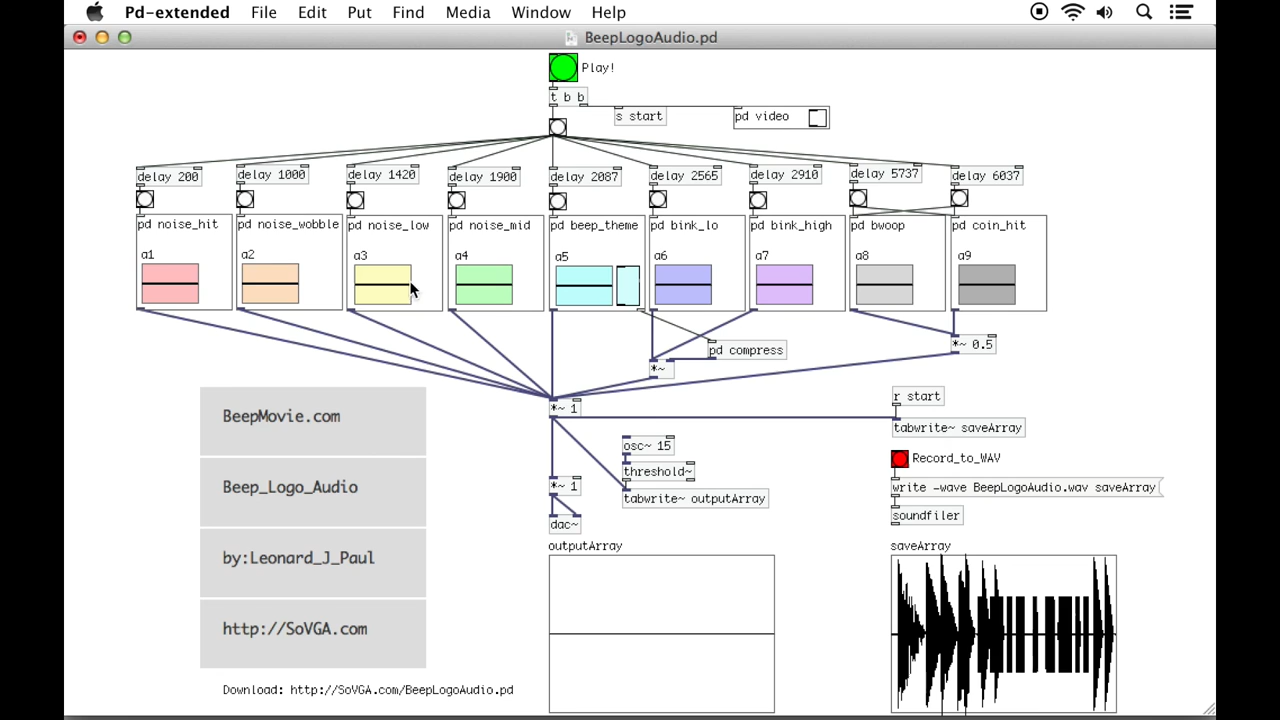 Pd-extended File Edit Put Find Media Window Help
BeepLogoAudio.pd
Play!
t b b
s start
pd video
delay 200 delay 1000 delay 1420 delay 1900 delay 2087 delay 2565 delay 2910 delay 5737 delay 6037
pd noise_hit pd noise_wobble pd noise_low pd noise_mid pd beep_theme pd bink_lo pd bink_high pd bwoop pd coin_hit
a1 a2 a3 a4 a5 a6 a7 a8 a9
*~ 0.5
pd compress
*~
r start
*~ 1
BeepMovie.com
tabwrite~ saveArray
osc~ 15
Record_to_WAV
threshold~
Beep_Logo_Audio
*~ 1
write -wave BeepLogoAudio.wav saveArray
tabwrite~ outputArray
soundfiler
dac~
outputArray
saveArray
by:Leonard_J_Paul
http://SoVGA.com
Download: http://SoVGA.com/BeepLogoAudio.pd